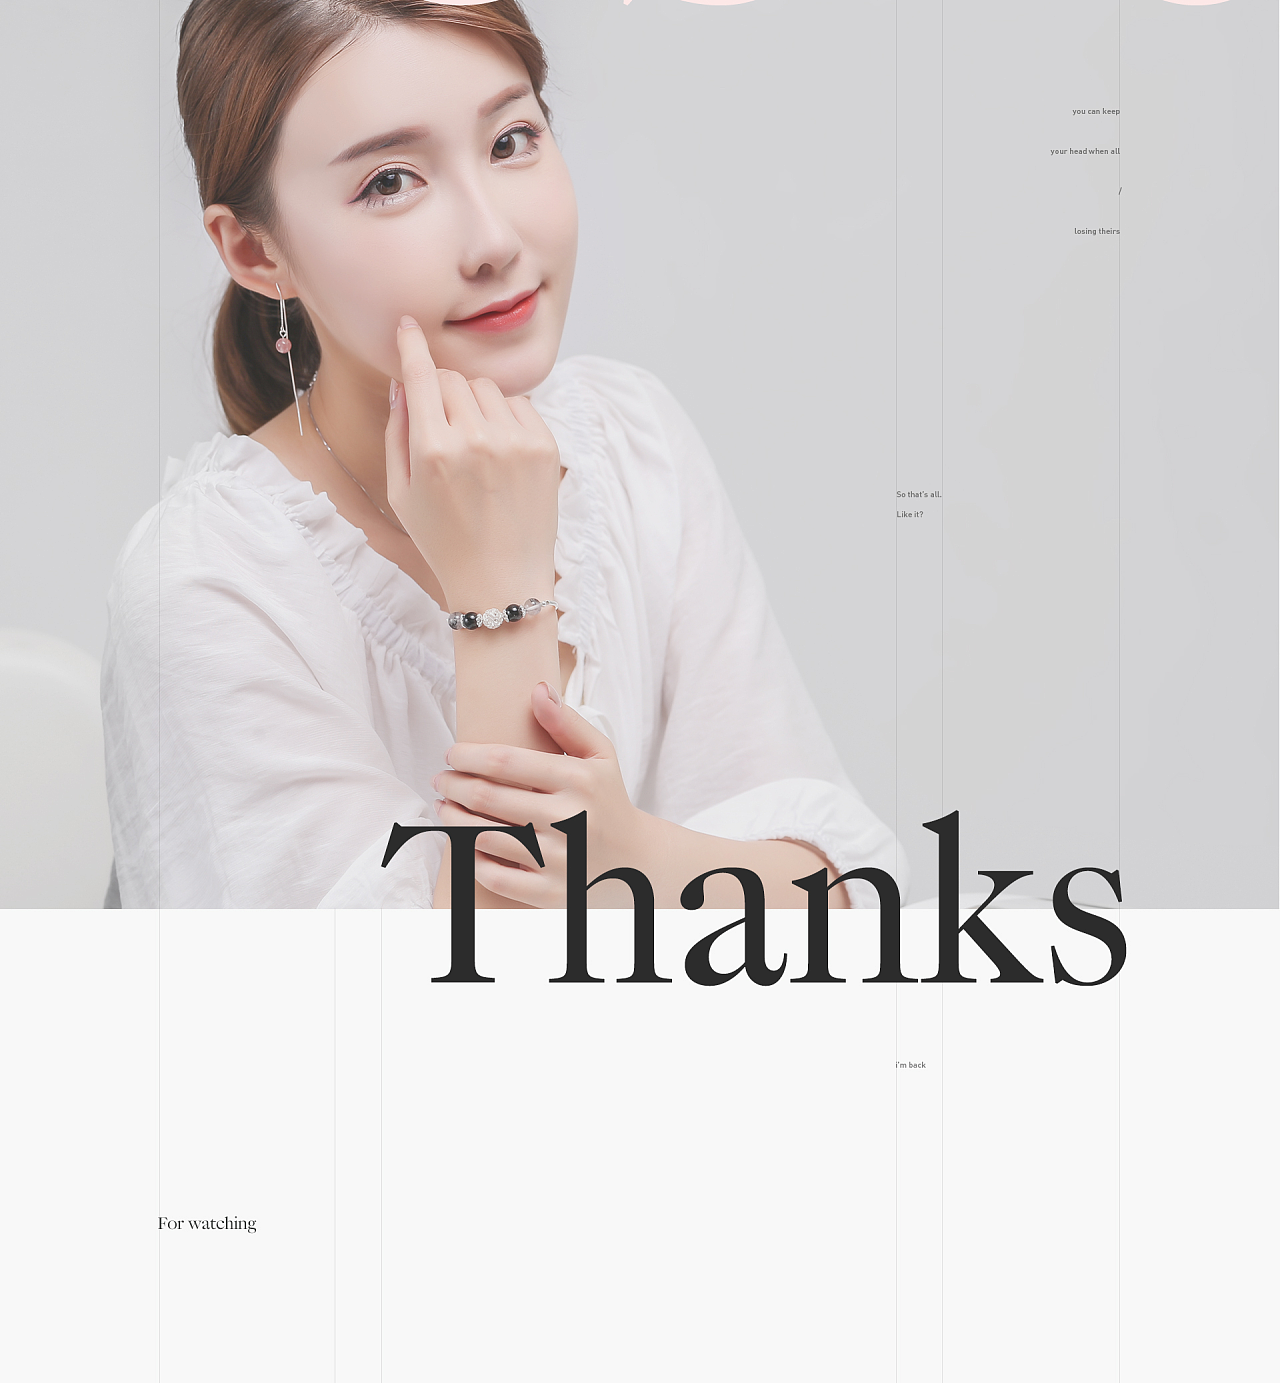 you can keep
your head when all
/
losing theirs
So that's all.
Like it?
Thanks
i'm back
For watching